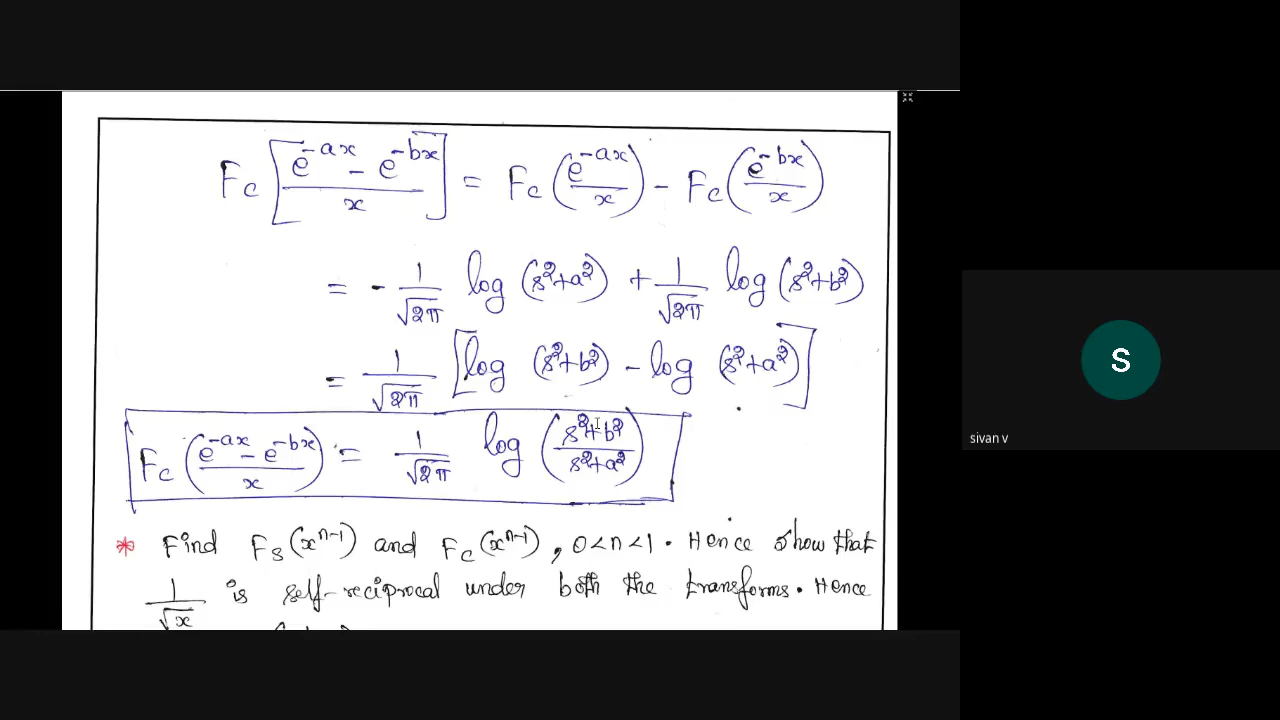 Fc [ (e^-ax - e^-bx) / x ] = Fc ( e^-ax / x ) - Fc ( e^-bx / x )
= - 1/√2π log (s²+a²) + 1/√2π log (s²+b²)
= 1/√2π [ log (s²+b²) - log (s²+a²) ]
Fc ( (e^-ax - e^-bx) / x ) = 1/√2π log ( (s²+b²) / (s²+a²) )
* Find Fs (x^n-1) and Fc (x^n-1), 0<n<1. Hence show that
1/√x is self-reciprocal under both the transforms. Hence
S
sivan v